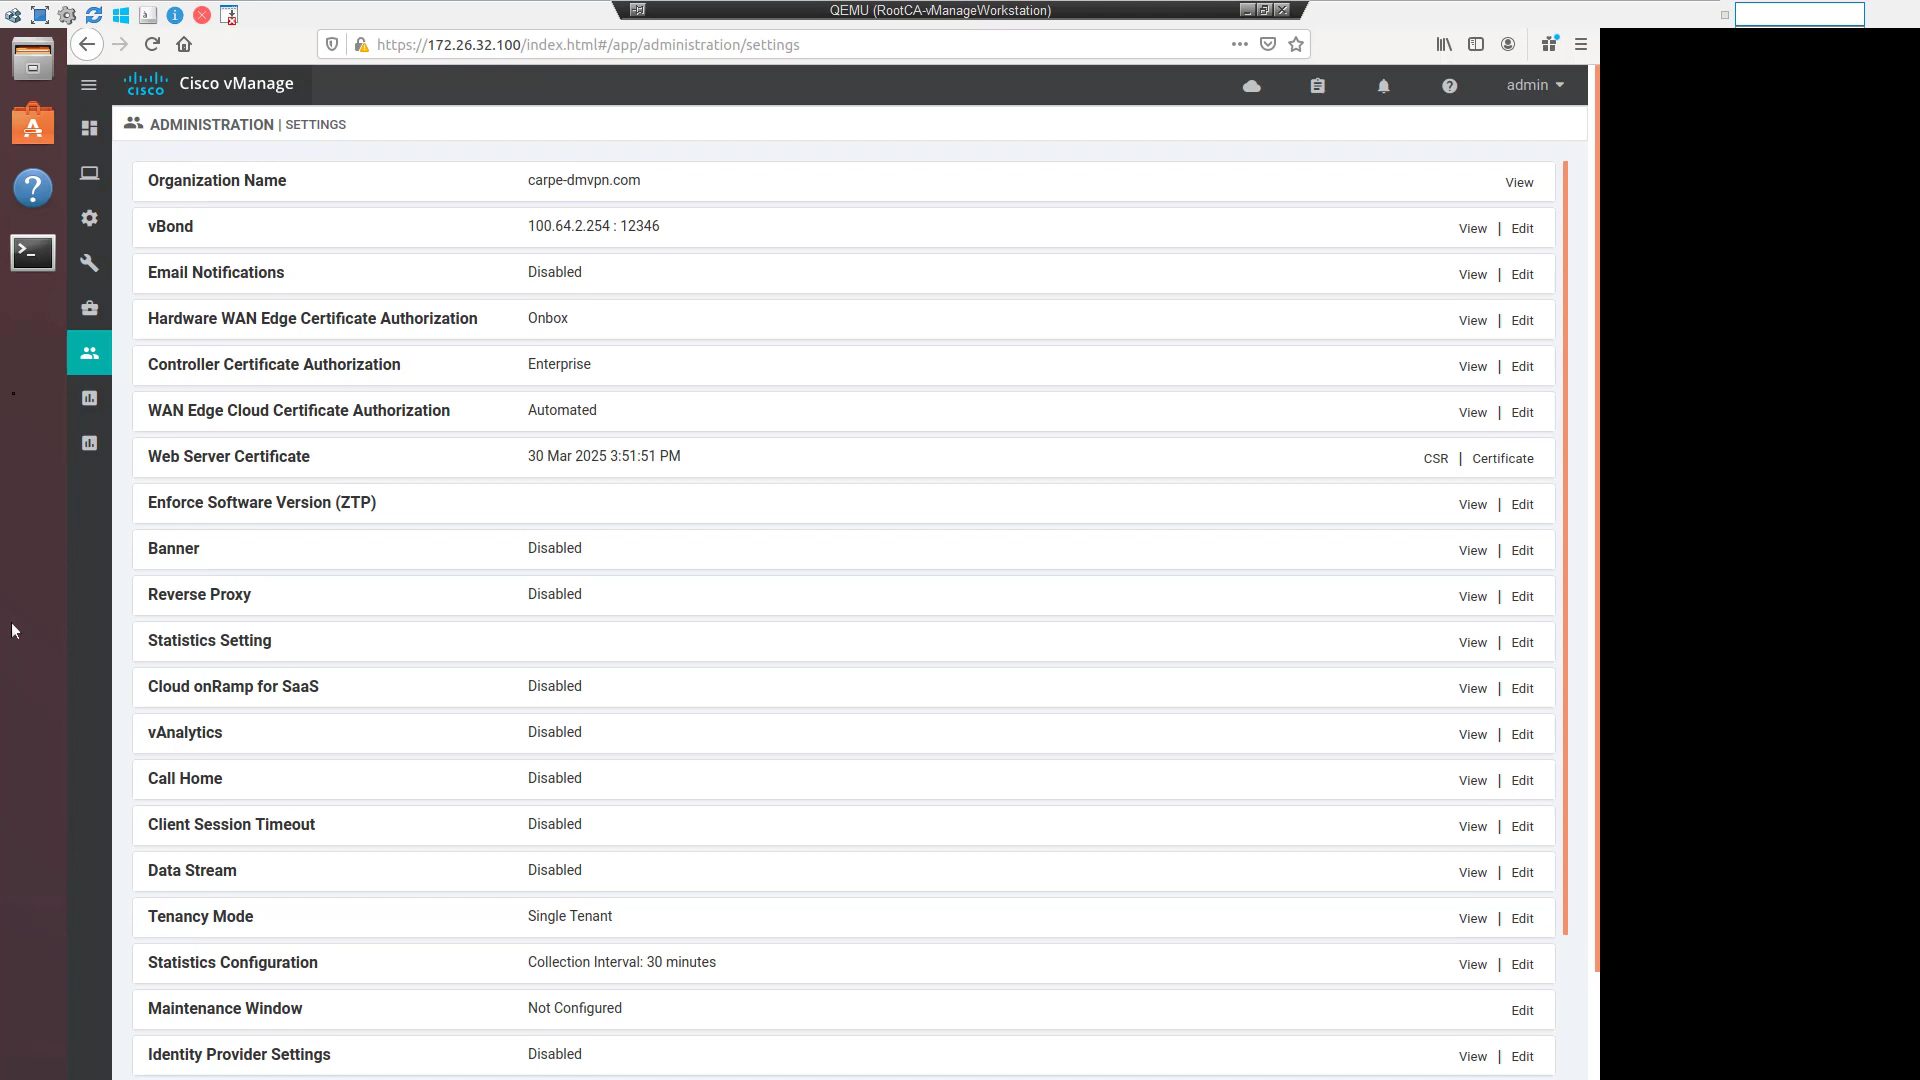 QEMU (RootCA-vManageWorkstation)
https://172.26.32.100/index.html#/app/administration/settings
cisco Cisco vManage
admin
ADMINISTRATION | SETTINGS
Organization Name carpe-dmvpn.com View
vBond 100.64.2.254 : 12346 View | Edit
Email Notifications Disabled View | Edit
Hardware WAN Edge Certificate Authorization Onbox View | Edit
Controller Certificate Authorization Enterprise View | Edit
WAN Edge Cloud Certificate Authorization Automated View | Edit
Web Server Certificate 30 Mar 2025 3:51:51 PM CSR | Certificate
Enforce Software Version (ZTP) View | Edit
Banner Disabled View | Edit
Reverse Proxy Disabled View | Edit
Statistics Setting View | Edit
Cloud onRamp for SaaS Disabled View | Edit
vAnalytics Disabled View | Edit
Call Home Disabled View | Edit
Client Session Timeout Disabled View | Edit
Data Stream Disabled View | Edit
Tenancy Mode Single Tenant View | Edit
Statistics Configuration Collection Interval: 30 minutes View | Edit
Maintenance Window Not Configured Edit
Identity Provider Settings Disabled View | Edit